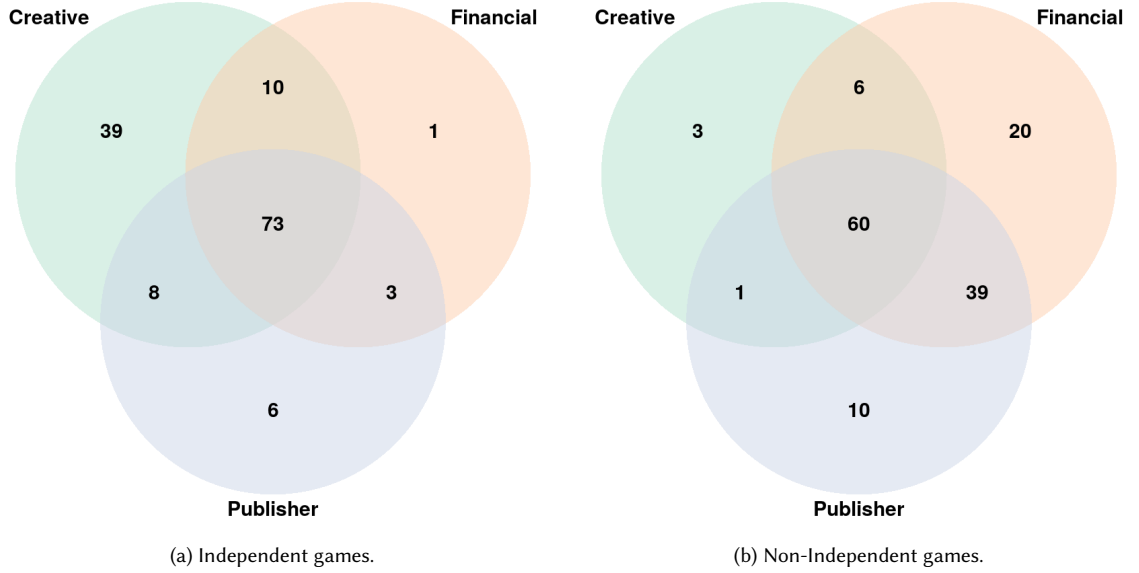 Creative
Financial
10
39
1
73
8
3
6
Publisher
(a) Independent games.
Creative
Financial
6
3
20
60
1
39
10
Publisher
(b) Non-Independent games.